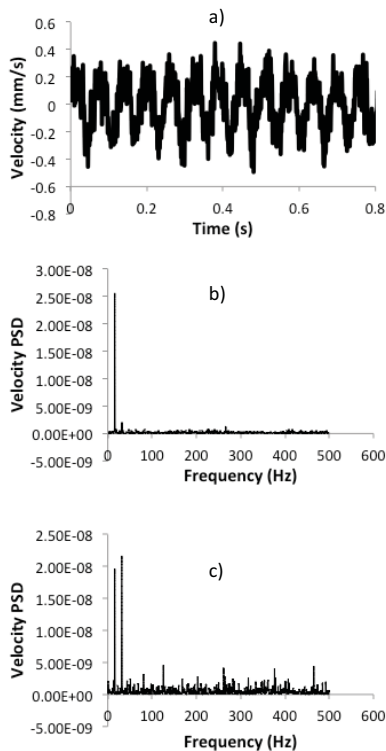 a)
Velocity (mm/s)
0.6
0.4
0.2
0
-0.2
-0.4
-0.6
-0.8
0 0.2 0.4 0.6 0.8
Time (s)
b)
Velocity PSD
3.00E-08
2.50E-08
2.00E-08
1.50E-08
1.00E-08
5.00E-09
0.00E+00
-5.00E-09
0 100 200 300 400 500 600
Frequency (Hz)
c)
Velocity PSD
2.50E-08
2.00E-08
1.50E-08
1.00E-08
5.00E-09
0.00E+00
-5.00E-09
0 100 200 300 400 500 600
Frequency (Hz)